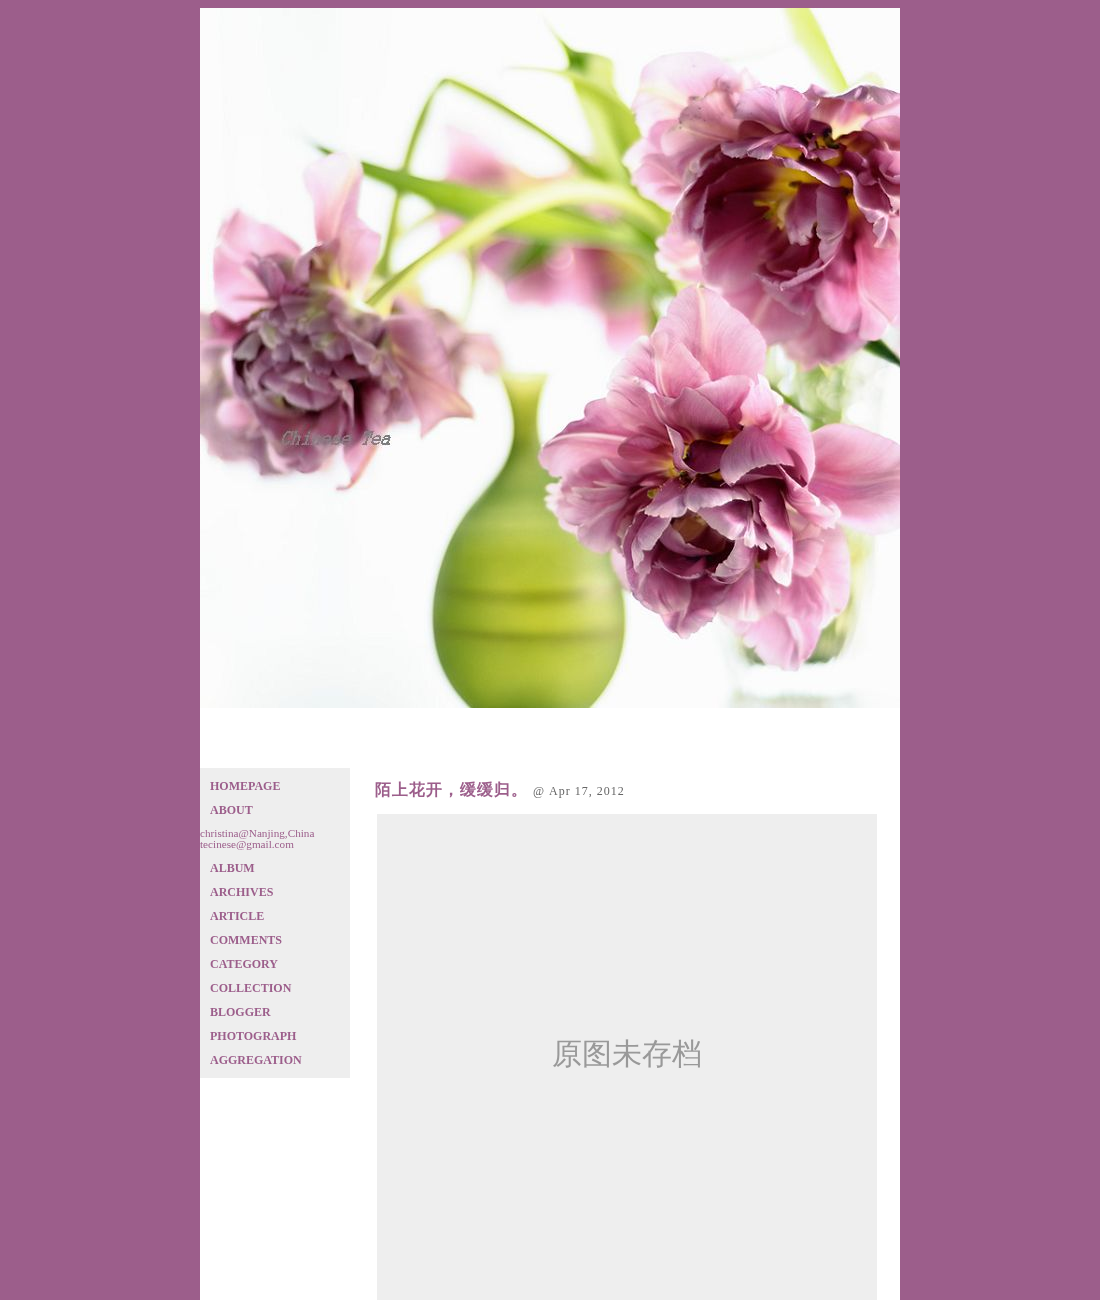 Chinese Tea
HOMEPAGE
ABOUT
christina@Nanjing,China
tecinese@gmail.com
ALBUM
ARCHIVES
ARTICLE
COMMENTS
CATEGORY
COLLECTION
BLOGGER
PHOTOGRAPH
AGGREGATION
陌上花开，缓缓归。 @ Apr 17, 2012
原图未存档